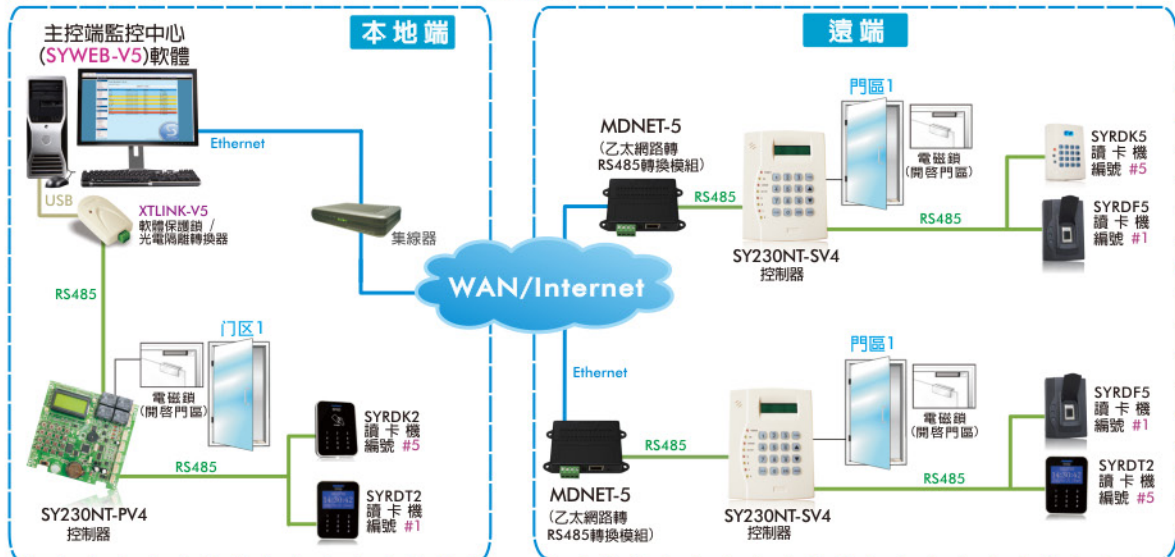 本地端
主控端監控中心
(SYWEB-V5)軟體
Ethernet
USB
XTLINK-V5
軟體保護鎖 /
光電隔離轉換器
集線器
RS485
门区1
電磁鎖
(開啓門區)
SYRDK2
讀卡機
編號 #5
RS485
SYRDT2
讀卡機
編號 #1
SY230NT-PV4
控制器
WAN/Internet
遠端
門區1
MDNET-5
(乙太網路轉
RS485轉換模組)
RS485
電磁鎖
(開啓門區)
SYRDK5
讀卡機
編號 #5
RS485
SYRDF5
讀卡機
編號 #1
SY230NT-SV4
控制器
Ethernet
門區1
電磁鎖
(開啓門區)
SYRDF5
讀卡機
編號 #1
RS485
RS485
SYRDT2
讀卡機
編號 #5
MDNET-5
(乙太網路轉
RS485轉換模組)
SY230NT-SV4
控制器